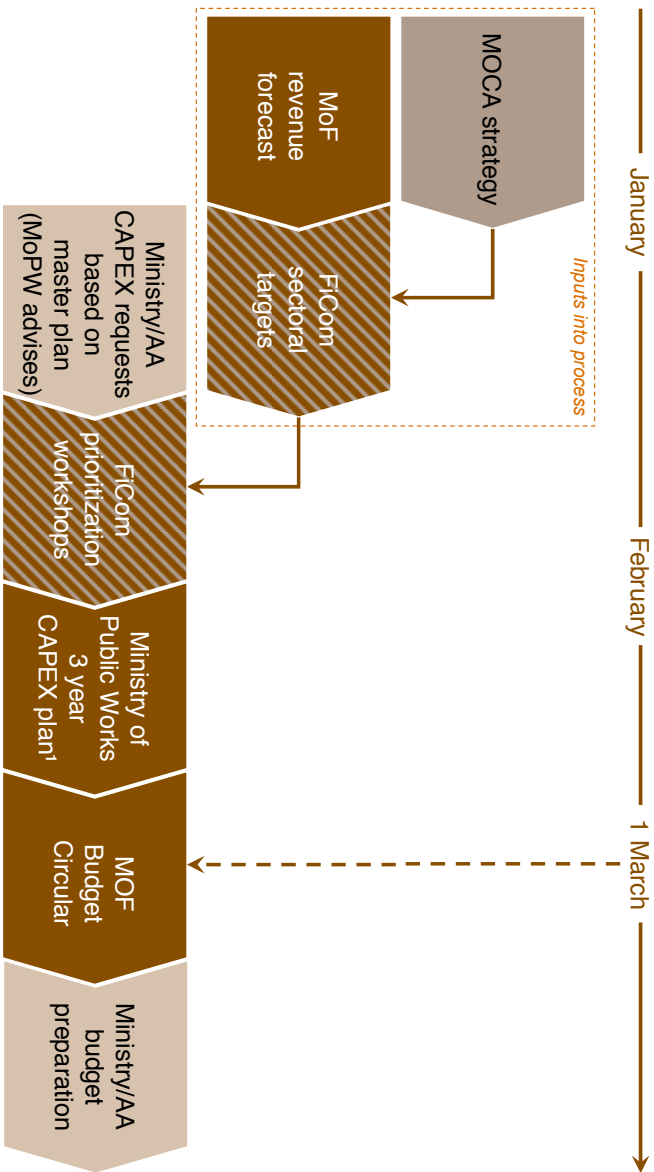 January
February
1 March
Inputs into process
MOCA strategy
MoF
revenue
forecast
FiCom
sectoral
targets
Ministry/AA
CAPEX requests
based on
master plan
(MoPW advises)
FiCom
prioritization
workshops
Ministry of
Public Works
3 year
CAPEX plan¹
MOF
Budget
Circular
Ministry/AA
budget
preparation